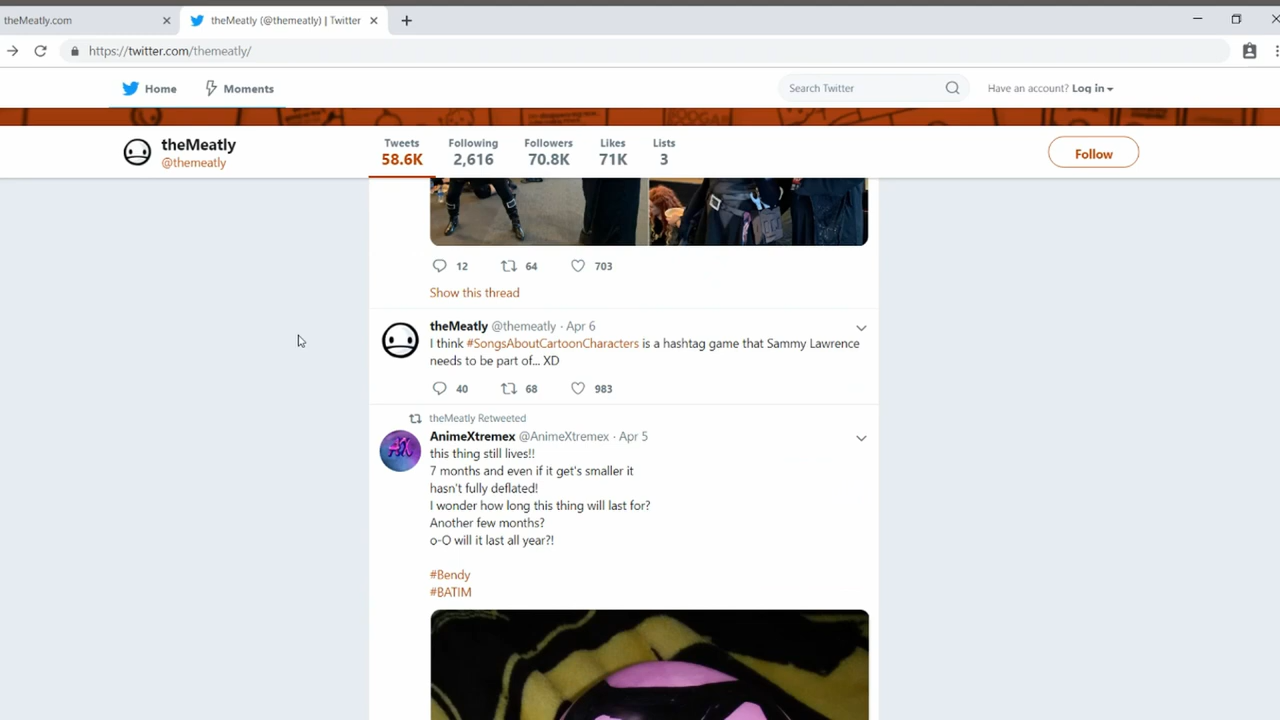 theMeatly.com
theMeatly (@themeatly) | Twitter
https://twitter.com/themeatly/
Home
Moments
Search Twitter
Have an account? Log in
theMeatly
@themeatly
Tweets
58.6K
Following
2,616
Followers
70.8K
Likes
71K
Lists
3
Follow
12
64
703
Show this thread
theMeatly @themeatly · Apr 6
I think #SongsAboutCartoonCharacters is a hashtag game that Sammy Lawrence
needs to be part of... XD
40
68
983
theMeatly Retweeted
AnimeXtremex @AnimeXtremex · Apr 5
this thing still lives!!
7 months and even if it get's smaller it
hasn't fully deflated!
I wonder how long this thing will last for?
Another few months?
o-O will it last all year?!
#Bendy
#BATIM